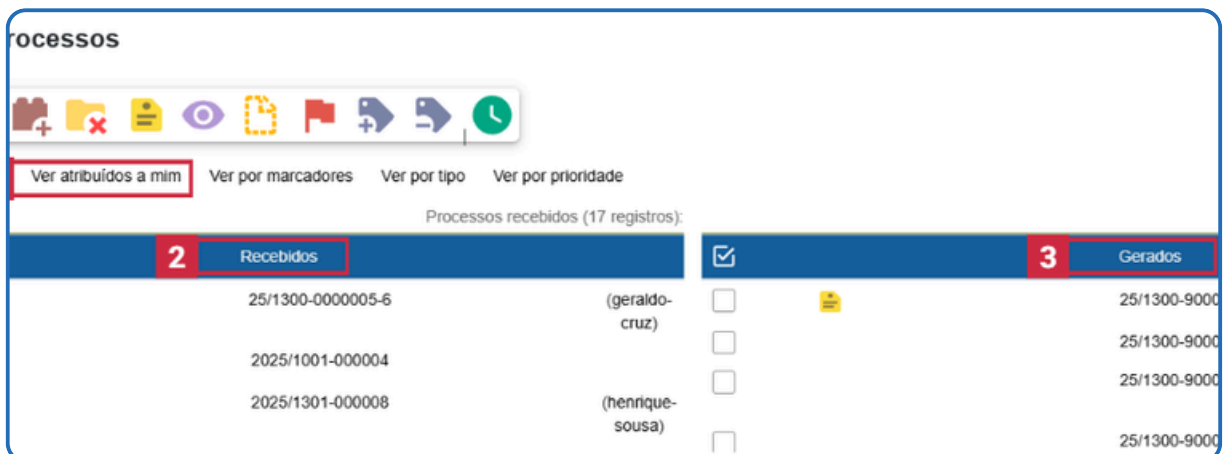 rocessos
Ver atribuídos a mim Ver por marcadores Ver por tipo Ver por prioridade
Processos recebidos (17 registros):
2 Recebidos
25/1300-0000005-6 (geraldo-
cruz)
2025/1001-000004
2025/1301-000008 (henrique-
sousa)
3 Gerados
25/1300-9000
25/1300-9000
25/1300-9000
25/1300-9000